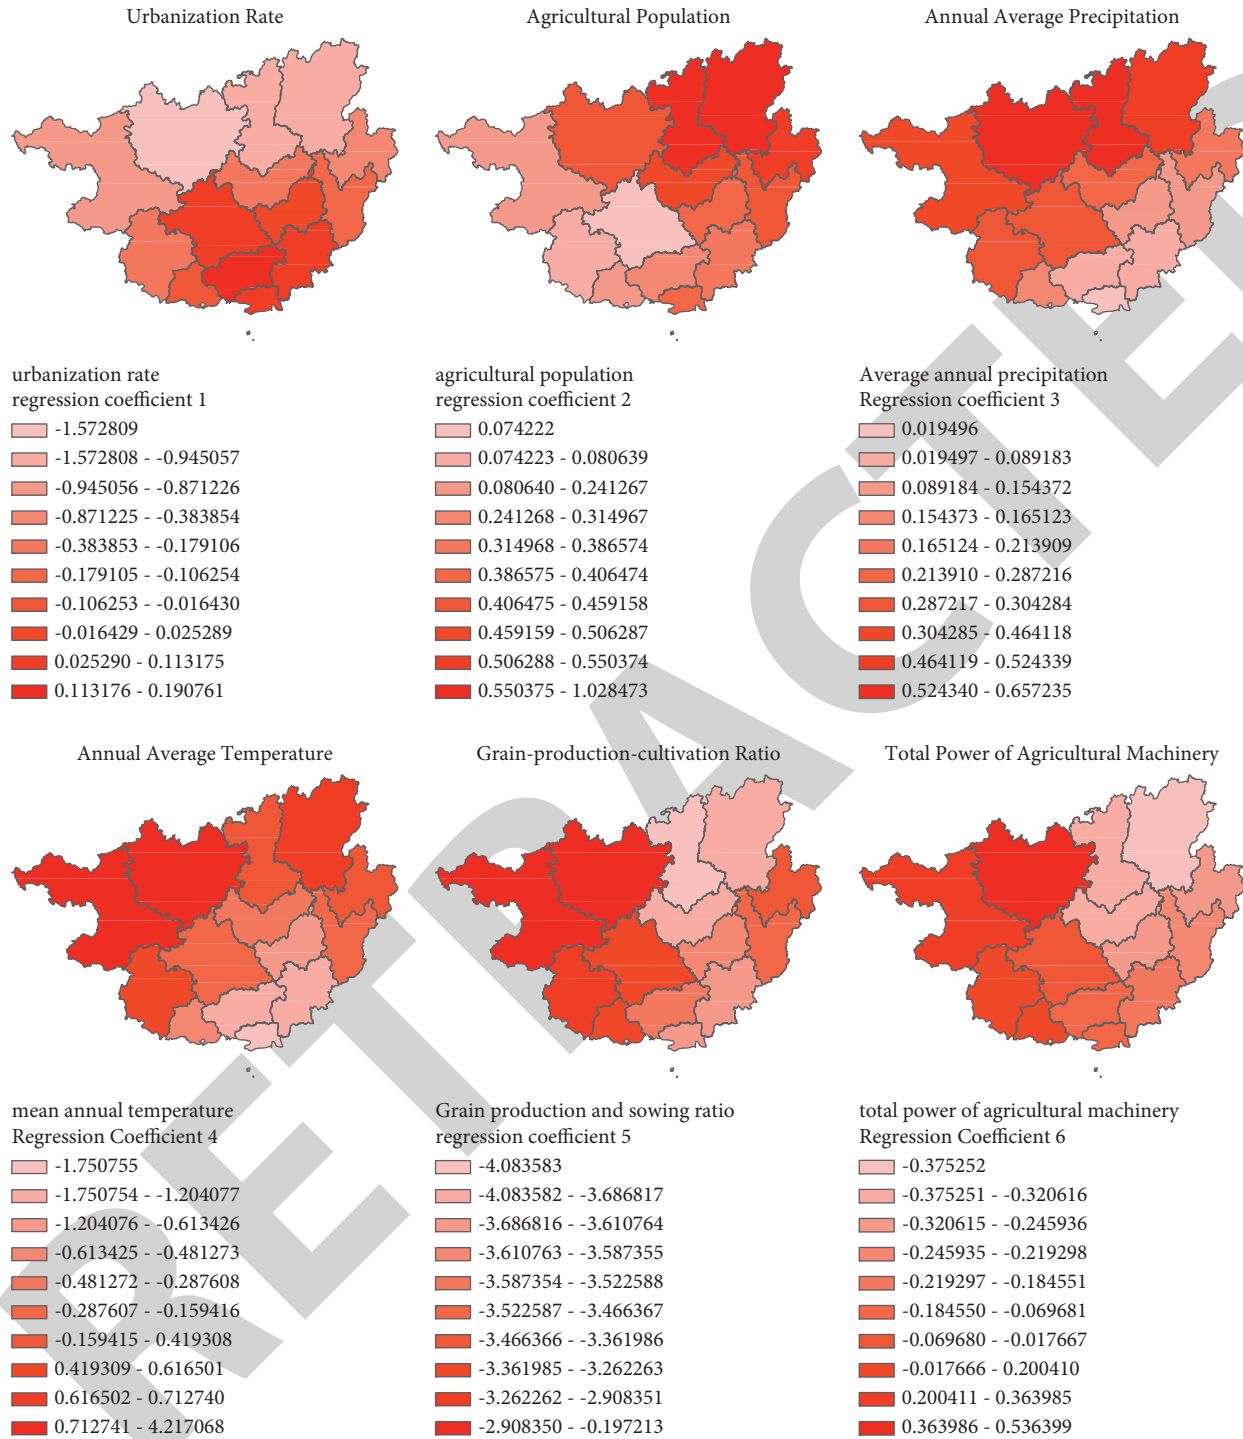 Urbanization Rate
Agricultural Population
Annual Average Precipitation
urbanization rate
regression coefficient 1
-1.572809
-1.572808 - -0.945057
-0.945056 - -0.871226
-0.871225 - -0.383854
-0.383853 - -0.179106
-0.179105 - -0.106254
-0.106253 - -0.016430
-0.016429 - 0.025289
0.025290 - 0.113175
0.113176 - 0.190761
agricultural population
regression coefficient 2
0.074222
0.074223 - 0.080639
0.080640 - 0.241267
0.241268 - 0.314967
0.314968 - 0.386574
0.386575 - 0.406474
0.406475 - 0.459158
0.459159 - 0.506287
0.506288 - 0.550374
0.550375 - 1.028473
Average annual precipitation
Regression coefficient 3
0.019496
0.019497 - 0.089183
0.089184 - 0.154372
0.154373 - 0.165123
0.165124 - 0.213909
0.213910 - 0.287216
0.287217 - 0.304284
0.304285 - 0.464118
0.464119 - 0.524339
0.524340 - 0.657235
Annual Average Temperature
Grain-production-cultivation Ratio
Total Power of Agricultural Machinery
mean annual temperature
Regression Coefficient 4
-1.750755
-1.750754 - -1.204077
-1.204076 - -0.613426
-0.613425 - -0.481273
-0.481272 - -0.287608
-0.287607 - -0.159416
-0.159415 - 0.419308
0.419309 - 0.616501
0.616502 - 0.712740
0.712741 - 4.217068
Grain production and sowing ratio
regression coefficient 5
-4.083583
-4.083582 - -3.686817
-3.686816 - -3.610764
-3.610763 - -3.587355
-3.587354 - -3.522588
-3.522587 - -3.466367
-3.466366 - -3.361986
-3.361985 - -3.262263
-3.262262 - -2.908351
-2.908350 - -0.197213
total power of agricultural machinery
Regression Coefficient 6
-0.375252
-0.375251 - -0.320616
-0.320615 - -0.245936
-0.245935 - -0.219298
-0.219297 - -0.184551
-0.184550 - -0.069681
-0.069680 - -0.017667
-0.017666 - 0.200410
0.200411 - 0.363985
0.363986 - 0.536399
RETRACTED